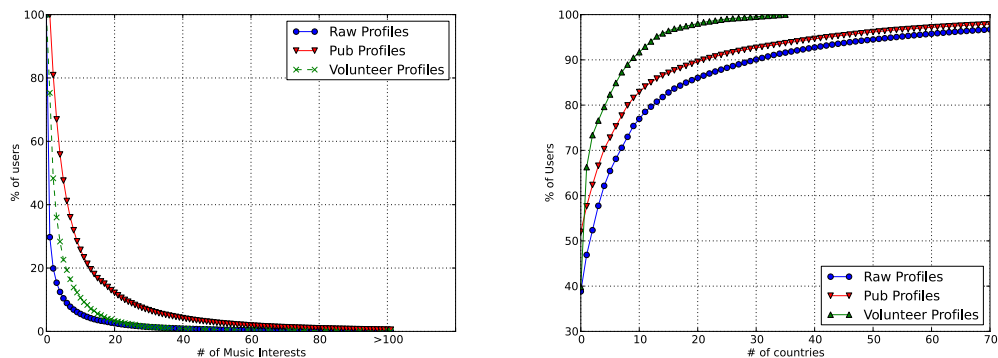 100
80
60
40
20
0
% of users
0
20
40
60
80
>100
# of Music Interests
Raw Profiles
Pub Profiles
Volunteer Profiles
100
90
80
70
60
50
40
30
% of Users
0
10
20
30
40
50
60
70
# of countries
Raw Profiles
Pub Profiles
Volunteer Profiles